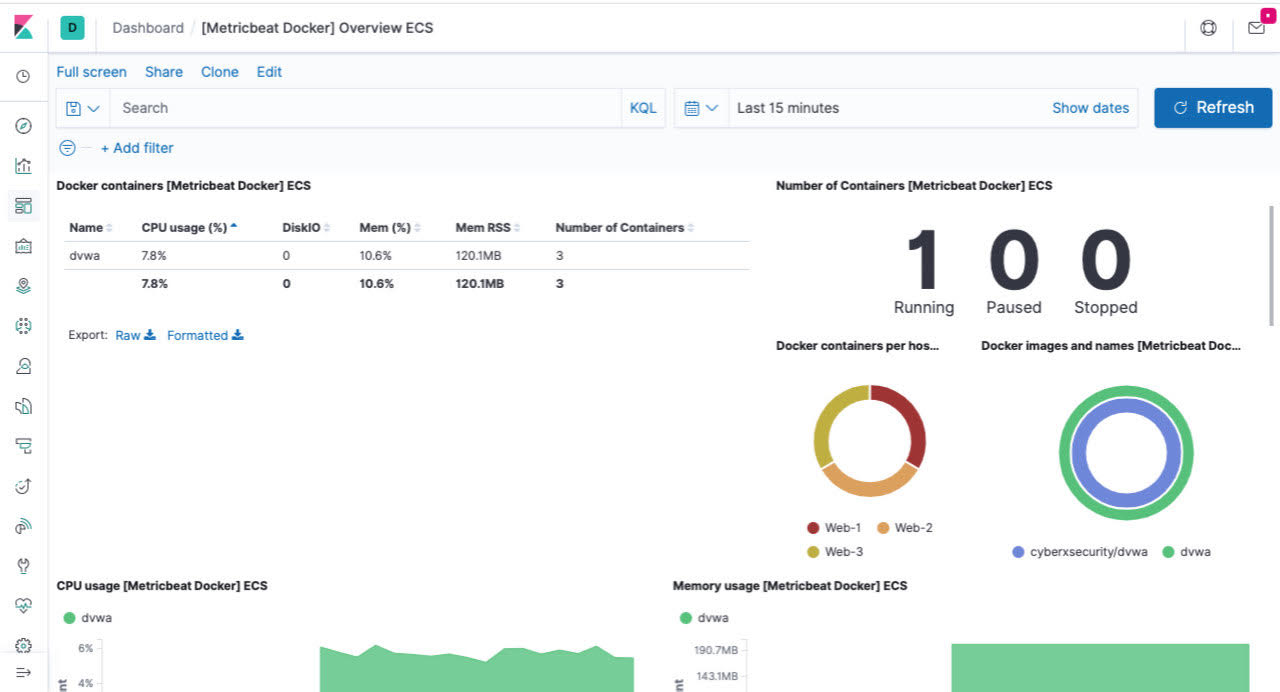 D Dashboard / [Metricbeat Docker] Overview ECS
Full screen Share Clone Edit
Search KQL Last 15 minutes Show dates Refresh
+ Add filter
Docker containers [Metricbeat Docker] ECS
Name CPU usage (%) DiskIO Mem (%) Mem RSS Number of Containers
dvwa 7.8% 0 10.6% 120.1MB 3
7.8% 0 10.6% 120.1MB 3
Export: Raw Formatted
Number of Containers [Metricbeat Docker] ECS
1 0 0
Running Paused Stopped
Docker containers per hos...
Web-1 Web-2
Web-3
Docker images and names [Metricbeat Doc...
cyberxsecurity/dvwa dvwa
CPU usage [Metricbeat Docker] ECS
dvwa
6%
4%
Memory usage [Metricbeat Docker] ECS
dvwa
190.7MB
143.1MB